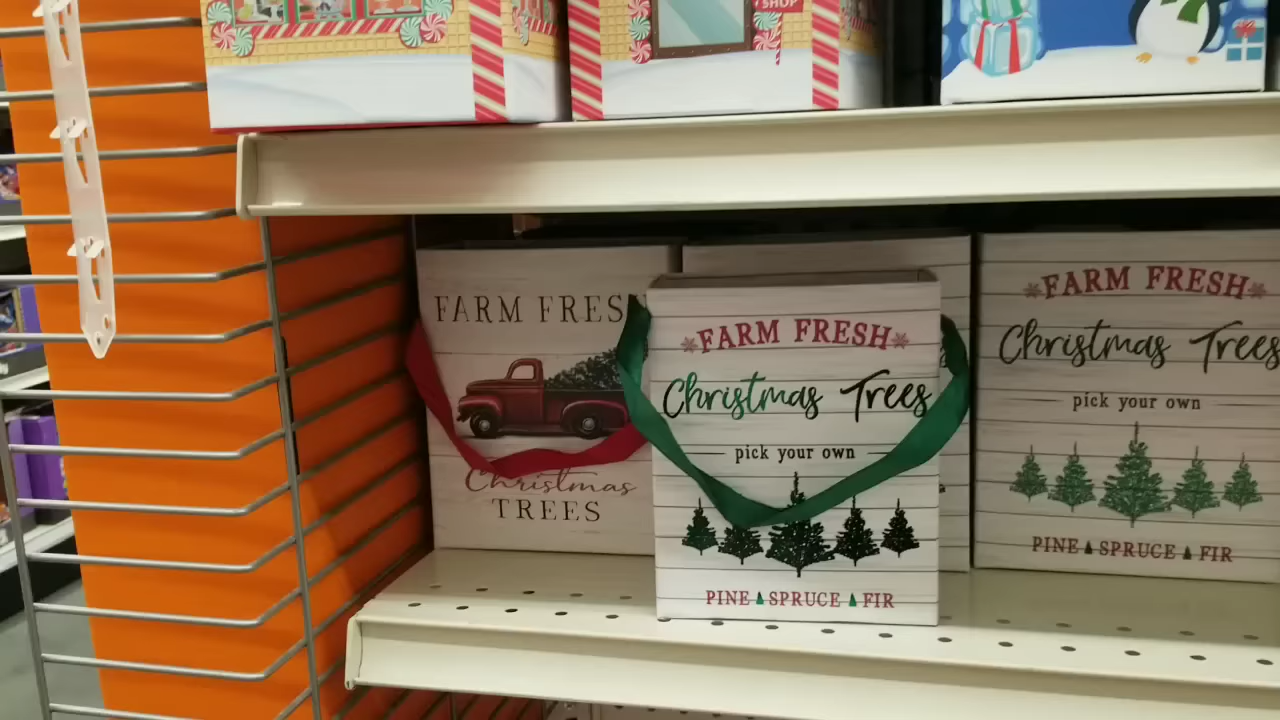 SHOP
FARM FRES
Christmas
TREES
FARM FRESH
Christmas Trees
pick your own
PINE SPRUCE FIR
FARM FRESH
Christmas Trees
pick your own
PINE SPRUCE FIR